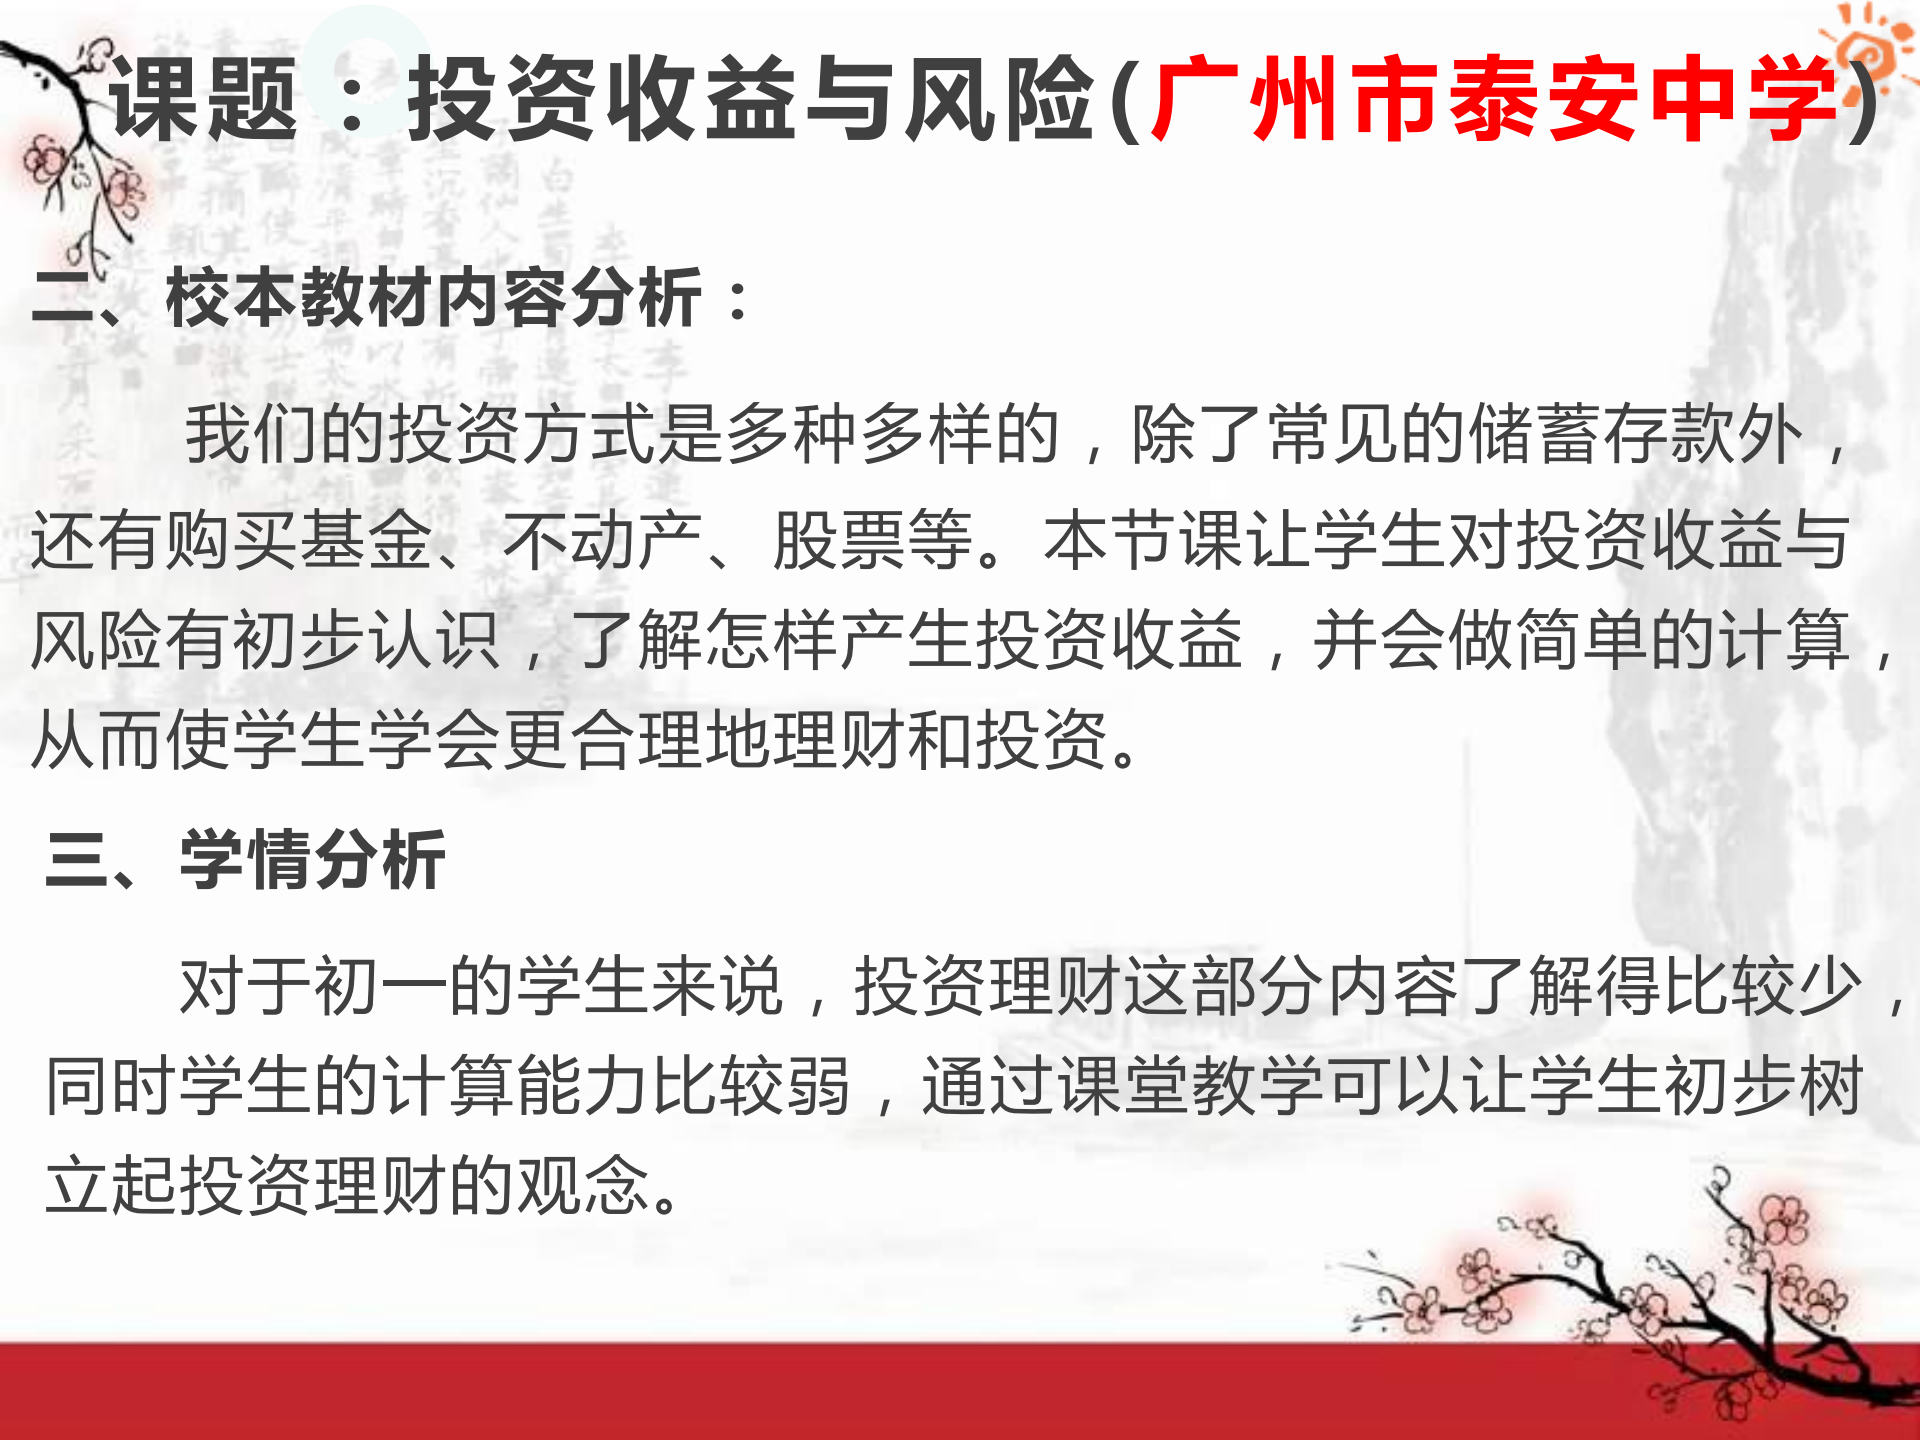 课题：投资收益与风险(广州市泰安中学)
二、校本教材内容分析：
我们的投资方式是多种多样的，除了常见的储蓄存款外，
还有购买基金、不动产、股票等。本节课让学生对投资收益与
风险有初步认识，了解怎样产生投资收益，并会做简单的计算，
从而使学生学会更合理地理财和投资。
三、学情分析
对于初一的学生来说，投资理财这部分内容了解得比较少，
同时学生的计算能力比较弱，通过课堂教学可以让学生初步树
立起投资理财的观念。